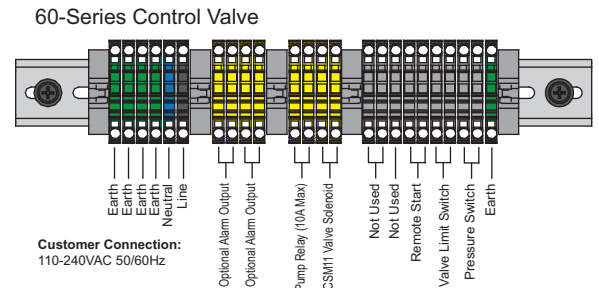 60-Series Control Valve
Earth
Earth
Earth
Earth
Neutral
Line
Optional Alarm Output
Optional Alarm Output
Pump Relay (10A Max)
CSM11 Valve Solenoid
Not Used
Not Used
Remote Start
Valve Limit Switch
Pressure Switch
Earth
Customer Connection:
110-240VAC 50/60Hz